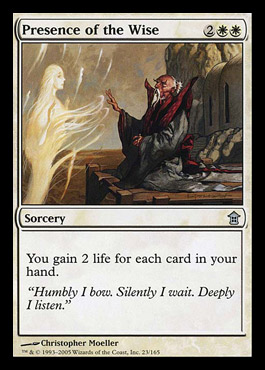 Presence of the Wise 2
Sorcery
You gain 2 life for each card in your
hand.
“Humbly I bow. Silently I wait. Deeply
I listen.”
Christopher Moeller
™ & © 1993–2005 Wizards of the Coast, Inc. 23/165